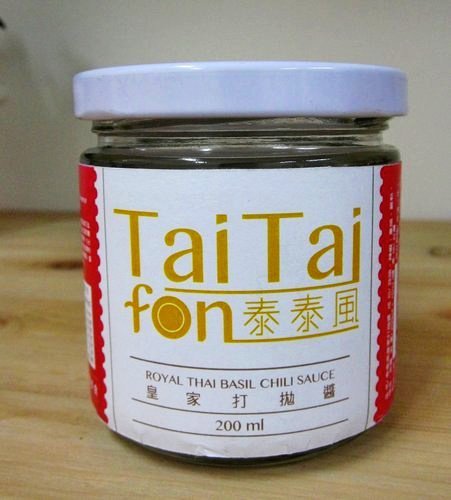 TaiTai
fon泰泰風
ROYAL THAI BASIL CHILI SAUCE
皇家打拋醬
200 ml